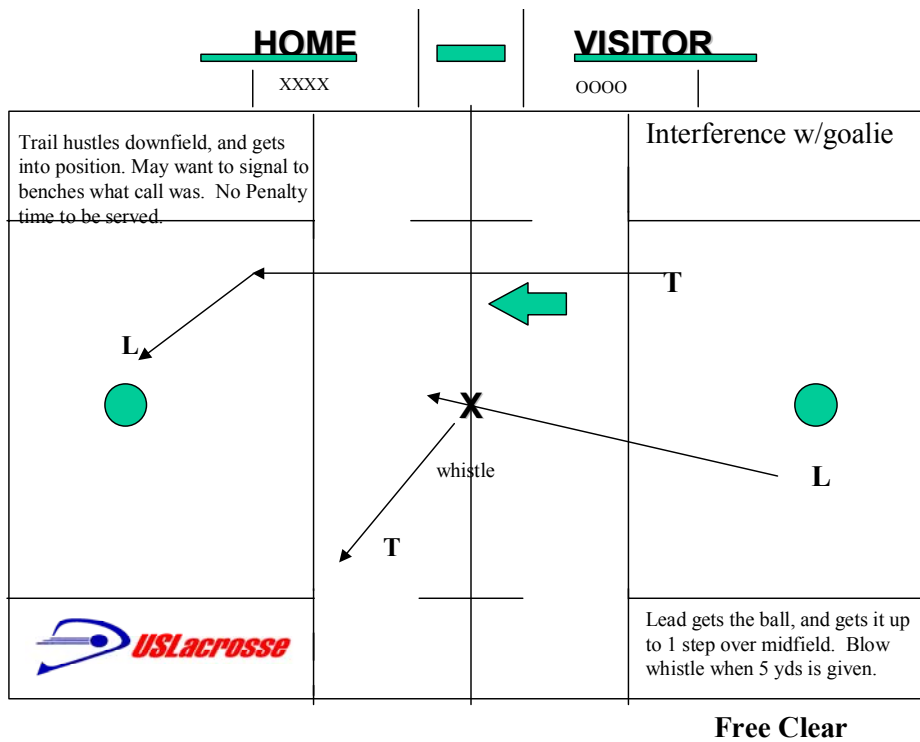 HOME
VISITOR
XXXX
OOOO
Trail hustles downfield, and gets
into position. May want to signal to
benches what call was.  No Penalty
time to be served.
Interference w/goalie
T
L
X
whistle
L
T
USLacrosse
Lead gets the ball, and gets it up
to 1 step over midfield.  Blow
whistle when 5 yds is given.
Free Clear